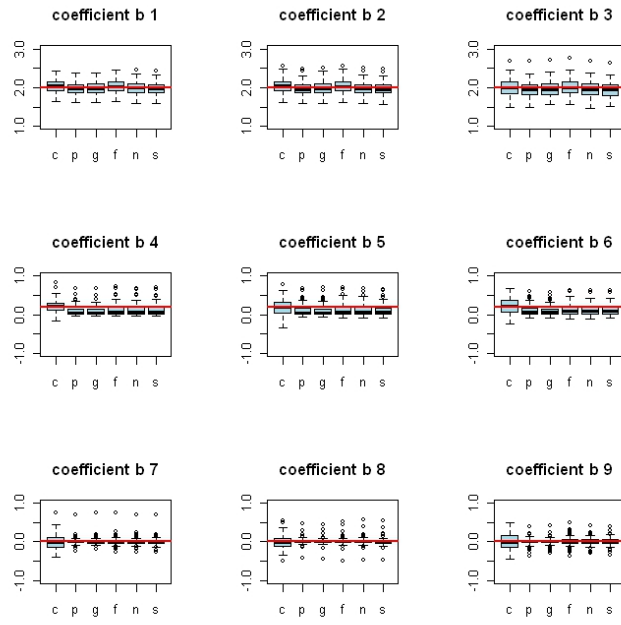 coefficient b 1
3.0
2.0
1.0
c p g f n s
coefficient b 2
3.0
2.0
1.0
c p g f n s
coefficient b 3
3.0
2.0
1.0
c p g f n s
coefficient b 4
1.0
0.0
-1.0
c p g f n s
coefficient b 5
1.0
0.0
-1.0
c p g f n s
coefficient b 6
1.0
0.0
-1.0
c p g f n s
coefficient b 7
1.0
0.0
-1.0
c p g f n s
coefficient b 8
1.0
0.0
-1.0
c p g f n s
coefficient b 9
1.0
0.0
-1.0
c p g f n s